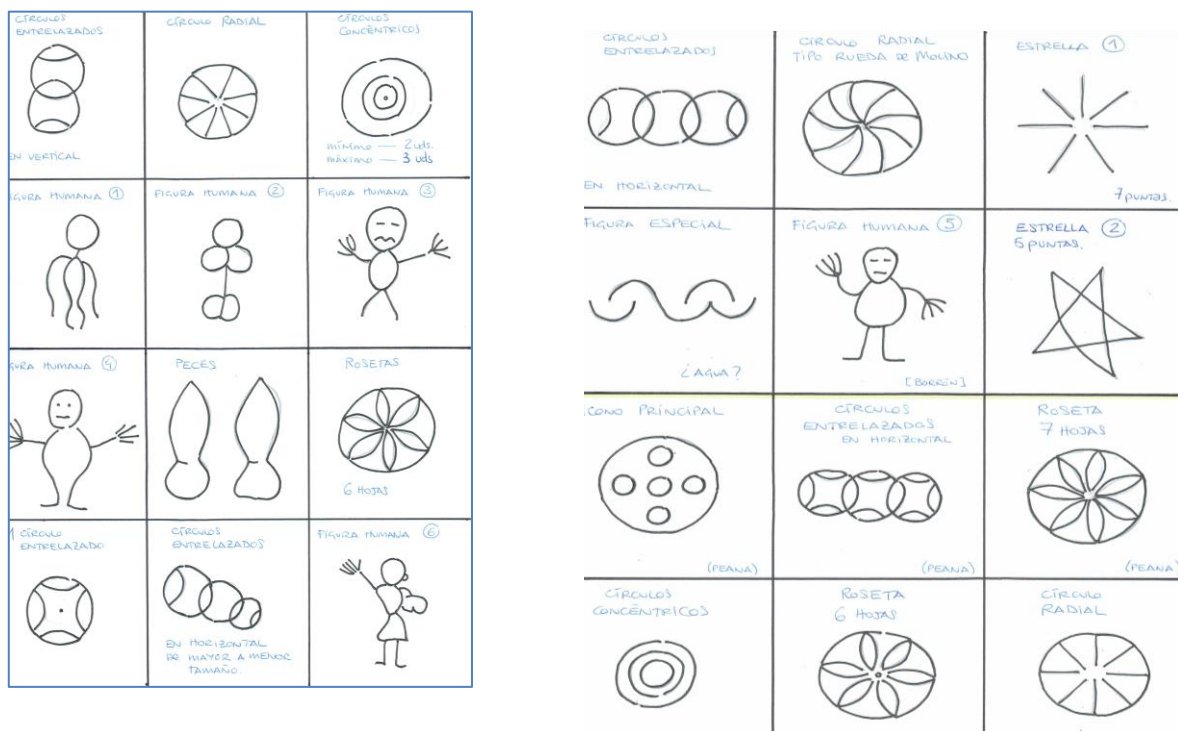 CÍRCULOS
ENTRELAZADOS
EN VERTICAL
CÍRCULO RADIAL
CÍRCULOS
CONCÉNTRICOS
mínimo — 2 uds.
máximo — 3 uds
FIGURA HUMANA ①
FIGURA HUMANA ②
FIGURA HUMANA ③
FIGURA HUMANA ④
PECES
ROSETAS
6 HOJAS
1 CÍRCULO
ENTRELAZADO
CÍRCULOS
ENTRELAZADOS
EN HORIZONTAL
DE MAYOR A MENOR
TAMAÑO.
FIGURA HUMANA ⑥
CÍRCULOS
ENTRELAZADOS
EN HORIZONTAL
CÍRCULO RADIAL
TIPO RUEDA DE MOLINO
ESTRELLA ①
7 PUNTAS.
FIGURA ESPECIAL
¿AGUA?
FIGURA HUMANA ⑤
[BORRÉN]
ESTRELLA ②
5 PUNTAS.
ICONO PRINCIPAL
(PEANA)
CÍRCULOS
ENTRELAZADOS
EN HORIZONTAL
(PEANA)
ROSETA
7 HOJAS
(PEANA)
CÍRCULOS
CONCÉNTRICOS
ROSETA
6 HOJAS
CÍRCULO
RADIAL